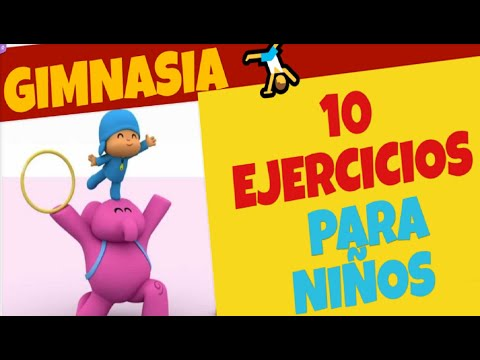 GIMNASIA
10
EJERCICIOS
PARA
NIÑOS